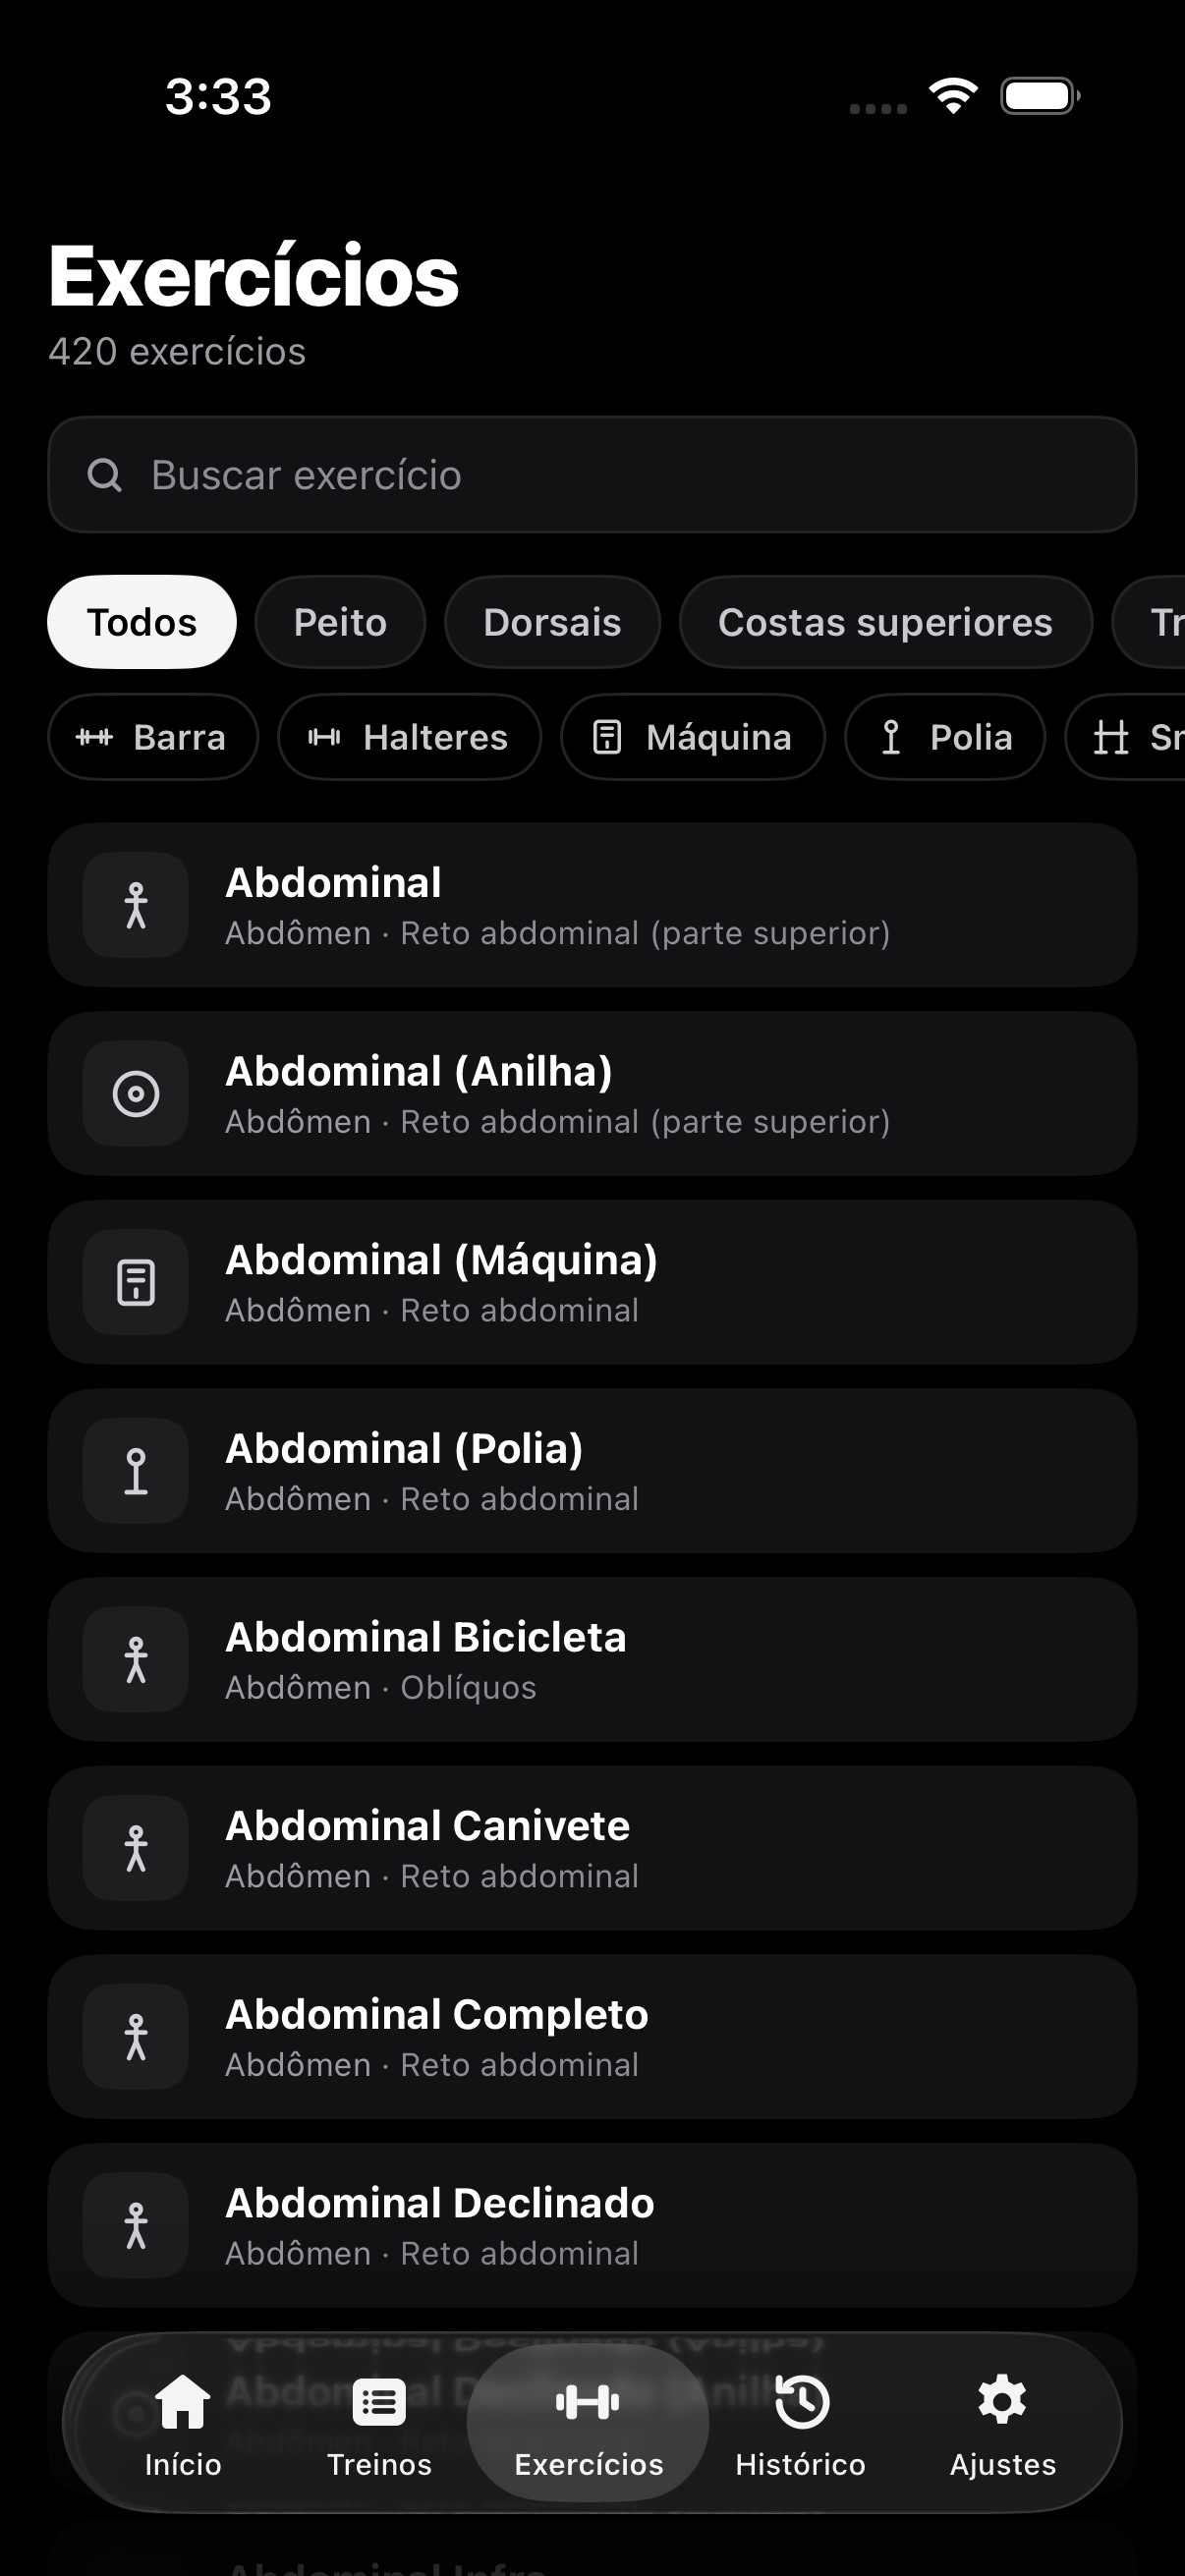 3:33
Exercícios
420 exercícios
Buscar exercício
Todos Peito Dorsais Costas superiores
Barra Halteres Máquina Polia
Abdominal
Abdômen · Reto abdominal (parte superior)
Abdominal (Anilha)
Abdômen · Reto abdominal (parte superior)
Abdominal (Máquina)
Abdômen · Reto abdominal
Abdominal (Polia)
Abdômen · Reto abdominal
Abdominal Bicicleta
Abdômen · Oblíquos
Abdominal Canivete
Abdômen · Reto abdominal
Abdominal Completo
Abdômen · Reto abdominal
Abdominal Declinado
Abdômen · Reto abdominal
Início Treinos Exercícios Histórico Ajustes